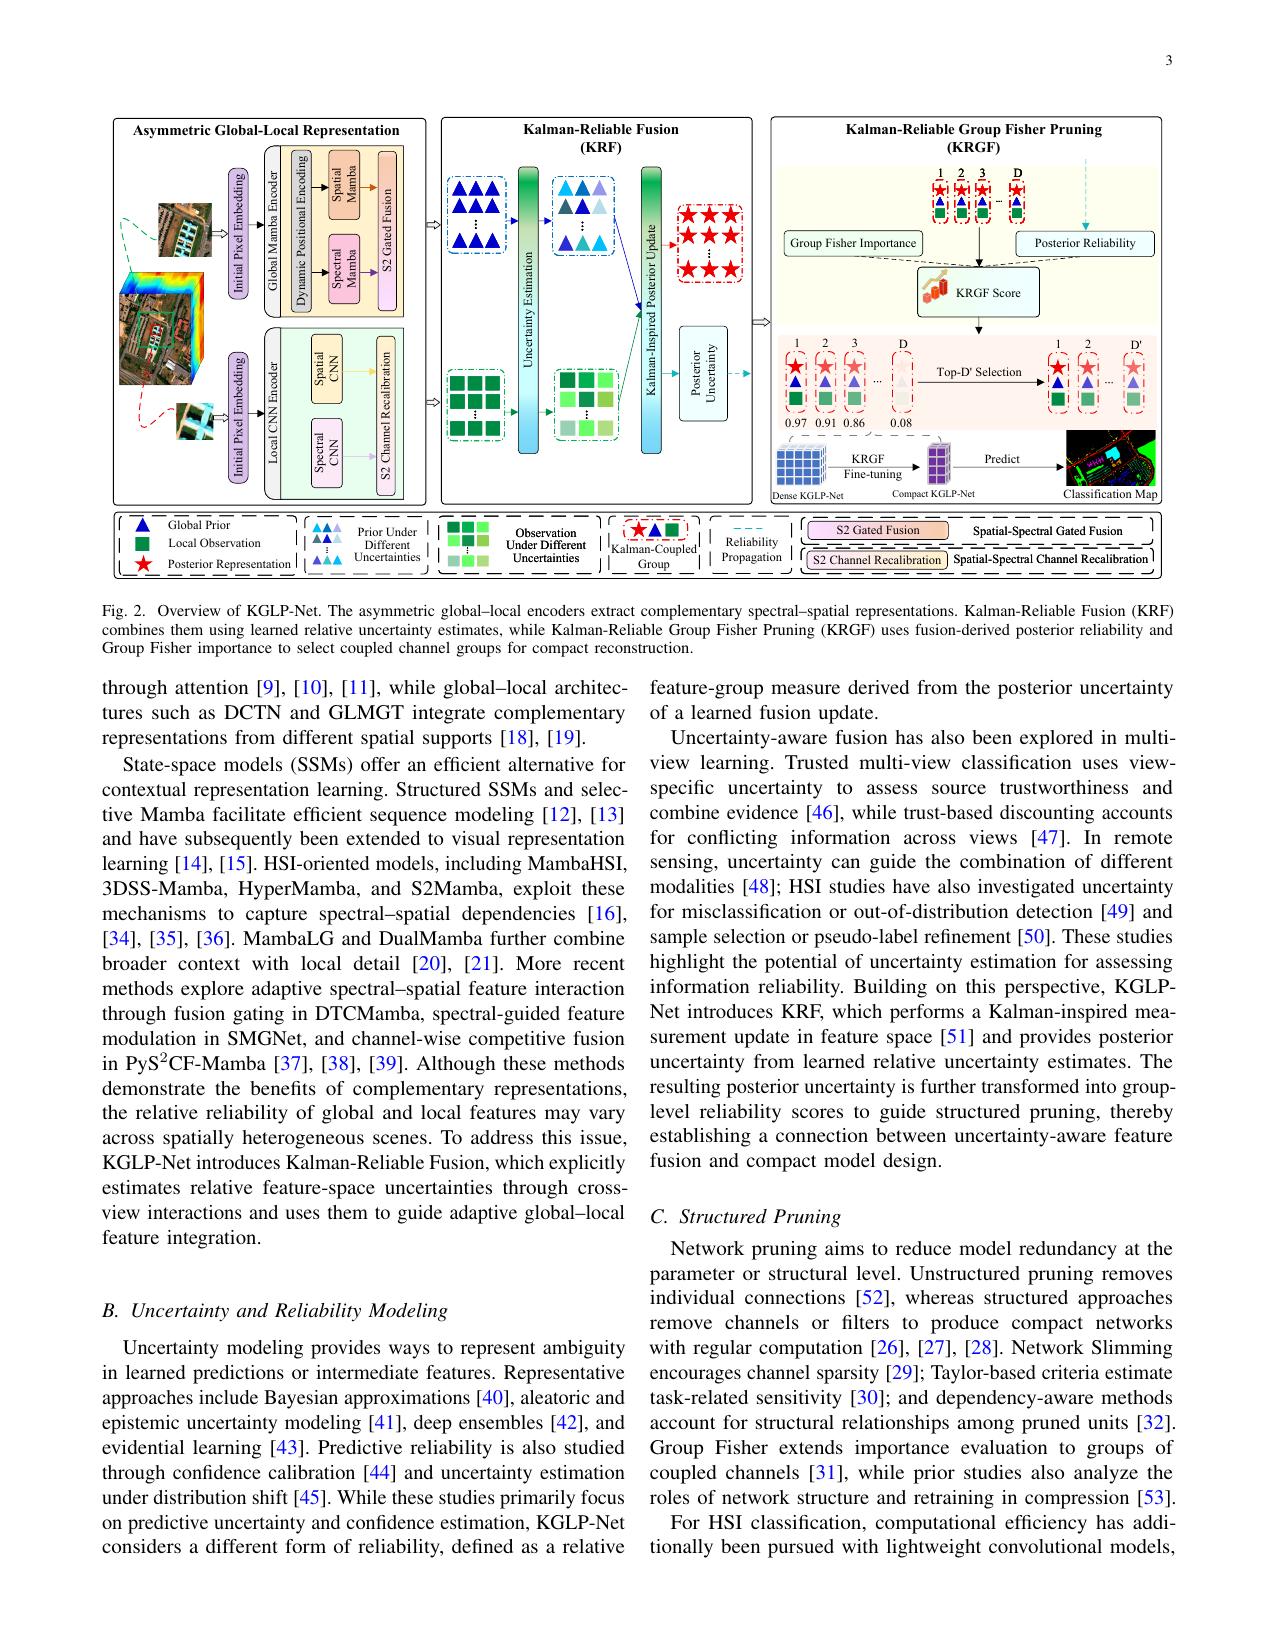 3
Asymmetric Global-Local Representation
Initial Pixel Embedding
Global Mamba Encoder
Dynamic Positional Encoding
Spatial
Mamba
Spectral
Mamba
S2 Gated Fusion
Initial Pixel Embedding
Local CNN Encoder
Spatial
CNN
Spectral
CNN
S2 Channel Recalibration
Kalman-Reliable Fusion
(KRF)
Uncertainty Estimation
Kalman-Inspired Posterior Update
Posterior
Uncertainty
Kalman-Reliable Group Fisher Pruning
(KRGF)
1 2 3 D
...
Group Fisher Importance
Posterior Reliability
KRGF Score
1 2 3 D
...
Top-D' Selection
1 2 D'
...
0.97 0.91 0.86 0.08
KRGF
Fine-tuning
Predict
Dense KGLP-Net
Compact KGLP-Net
Classification Map
Global Prior
Local Observation
Posterior Representation
Prior Under
Different
Uncertainties
Observation
Under Different
Uncertainties
Kalman-Coupled
Group
Reliability
Propagation
S2 Gated Fusion
Spatial-Spectral Gated Fusion
S2 Channel Recalibration
Spatial-Spectral Channel Recalibration
Fig. 2. Overview of KGLP-Net. The asymmetric global–local encoders extract complementary spectral–spatial representations. Kalman-Reliable Fusion (KRF)
combines them using learned relative uncertainty estimates, while Kalman-Reliable Group Fisher Pruning (KRGF) uses fusion-derived posterior reliability and
Group Fisher importance to select coupled channel groups for compact reconstruction.
through attention [9], [10], [11], while global–local architec-
tures such as DCTN and GLMGT integrate complementary
representations from different spatial supports [18], [19].
State-space models (SSMs) offer an efficient alternative for
contextual representation learning. Structured SSMs and selec-
tive Mamba facilitate efficient sequence modeling [12], [13]
and have subsequently been extended to visual representation
learning [14], [15]. HSI-oriented models, including MambaHSI,
3DSS-Mamba, HyperMamba, and S2Mamba, exploit these
mechanisms to capture spectral–spatial dependencies [16],
[34], [35], [36]. MambaLG and DualMamba further combine
broader context with local detail [20], [21]. More recent
methods explore adaptive spectral–spatial feature interaction
through fusion gating in DTCMamba, spectral-guided feature
modulation in SMGNet, and channel-wise competitive fusion
in PyS²CF-Mamba [37], [38], [39]. Although these methods
demonstrate the benefits of complementary representations,
the relative reliability of global and local features may vary
across spatially heterogeneous scenes. To address this issue,
KGLP-Net introduces Kalman-Reliable Fusion, which explicitly
estimates relative feature-space uncertainties through cross-
view interactions and uses them to guide adaptive global–local
feature integration.
B. Uncertainty and Reliability Modeling
Uncertainty modeling provides ways to represent ambiguity
in learned predictions or intermediate features. Representative
approaches include Bayesian approximations [40], aleatoric and
epistemic uncertainty modeling [41], deep ensembles [42], and
evidential learning [43]. Predictive reliability is also studied
through confidence calibration [44] and uncertainty estimation
under distribution shift [45]. While these studies primarily focus
on predictive uncertainty and confidence estimation, KGLP-Net
considers a different form of reliability, defined as a relative
feature-group measure derived from the posterior uncertainty
of a learned fusion update.
Uncertainty-aware fusion has also been explored in multi-
view learning. Trusted multi-view classification uses view-
specific uncertainty to assess source trustworthiness and
combine evidence [46], while trust-based discounting accounts
for conflicting information across views [47]. In remote
sensing, uncertainty can guide the combination of different
modalities [48]; HSI studies have also investigated uncertainty
for misclassification or out-of-distribution detection [49] and
sample selection or pseudo-label refinement [50]. These studies
highlight the potential of uncertainty estimation for assessing
information reliability. Building on this perspective, KGLP-
Net introduces KRF, which performs a Kalman-inspired mea-
surement update in feature space [51] and provides posterior
uncertainty from learned relative uncertainty estimates. The
resulting posterior uncertainty is further transformed into group-
level reliability scores to guide structured pruning, thereby
establishing a connection between uncertainty-aware feature
fusion and compact model design.
C. Structured Pruning
Network pruning aims to reduce model redundancy at the
parameter or structural level. Unstructured pruning removes
individual connections [52], whereas structured approaches
remove channels or filters to produce compact networks
with regular computation [26], [27], [28]. Network Slimming
encourages channel sparsity [29]; Taylor-based criteria estimate
task-related sensitivity [30]; and dependency-aware methods
account for structural relationships among pruned units [32].
Group Fisher extends importance evaluation to groups of
coupled channels [31], while prior studies also analyze the
roles of network structure and retraining in compression [53].
For HSI classification, computational efficiency has addi-
tionally been pursued with lightweight convolutional models,